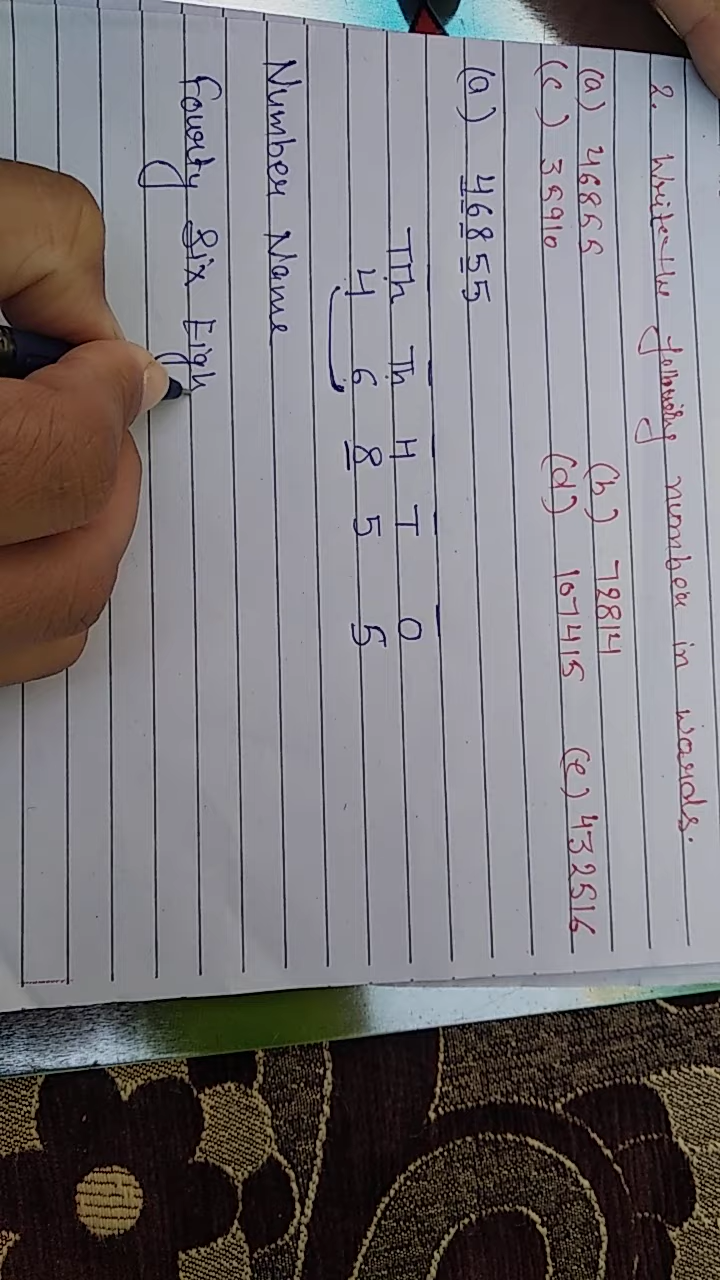 2. Write the following number in words.
(a) 46855 (b) 72814
(c) 35910 (d) 107415 (e) 432516
(a) 46855
TTh Th H T O
4 6 8 5 5
Number Name
Fourty Six Eigh